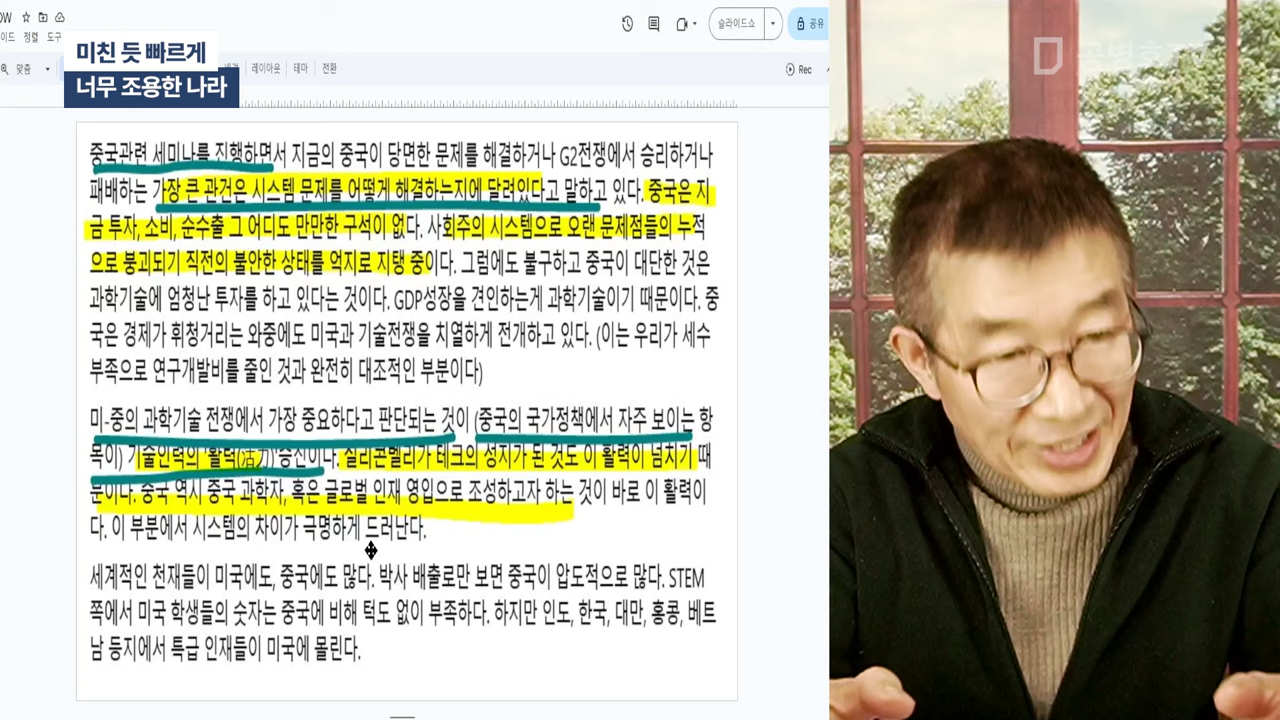 OW
이드 정렬 도구
미친 듯 빠르게
너무 조용한 나라
맞춤
레이아웃
테마
전환
슬라이드쇼
공유
Rec
중국관련 세미나를 진행하면서 지금의 중국이 당면한 문제를 해결하거나 G2전쟁에서 승리하거나
패배하는 가장 큰 관건은 시스템 문제를 어떻게 해결하는지에 달려있다고 말하고 있다. 중국은 지
금 투자, 소비, 순수출 그 어디도 만만한 구석이 없다. 사회주의 시스템으로 오랜 문제점들의 누적
으로 붕괴되기 직전의 불안한 상태를 억지로 지탱 중이다. 그럼에도 불구하고 중국이 대단한 것은
과학기술에 엄청난 투자를 하고 있다는 것이다. GDP성장을 견인하는게 과학기술이기 때문이다. 중
국은 경제가 휘청거리는 와중에도 미국과 기술전쟁을 치열하게 전개하고 있다. (이는 우리가 세수
부족으로 연구개발비를 줄인 것과 완전히 대조적인 부분이다)
미-중의 과학기술 전쟁에서 가장 중요하다고 판단되는 것이 (중국의 국가정책에서 자주 보이는 항
목이) 기술인력의 '활력(活力)'증진이다. 실리콘밸리가 테크의 성지가 된 것도 이 활력이 넘치기 때
문이다. 중국 역시 중국 과학자, 혹은 글로벌 인재 영입으로 조성하고자 하는 것이 바로 이 활력이
다. 이 부분에서 시스템의 차이가 극명하게 드러난다.
세계적인 천재들이 미국에도, 중국에도 많다. 박사 배출로만 보면 중국이 압도적으로 많다. STEM
쪽에서 미국 학생들의 숫자는 중국에 비해 턱도 없이 부족하다. 하지만 인도, 한국, 대만, 홍콩, 베트
남 등지에서 특급 인재들이 미국에 몰린다.